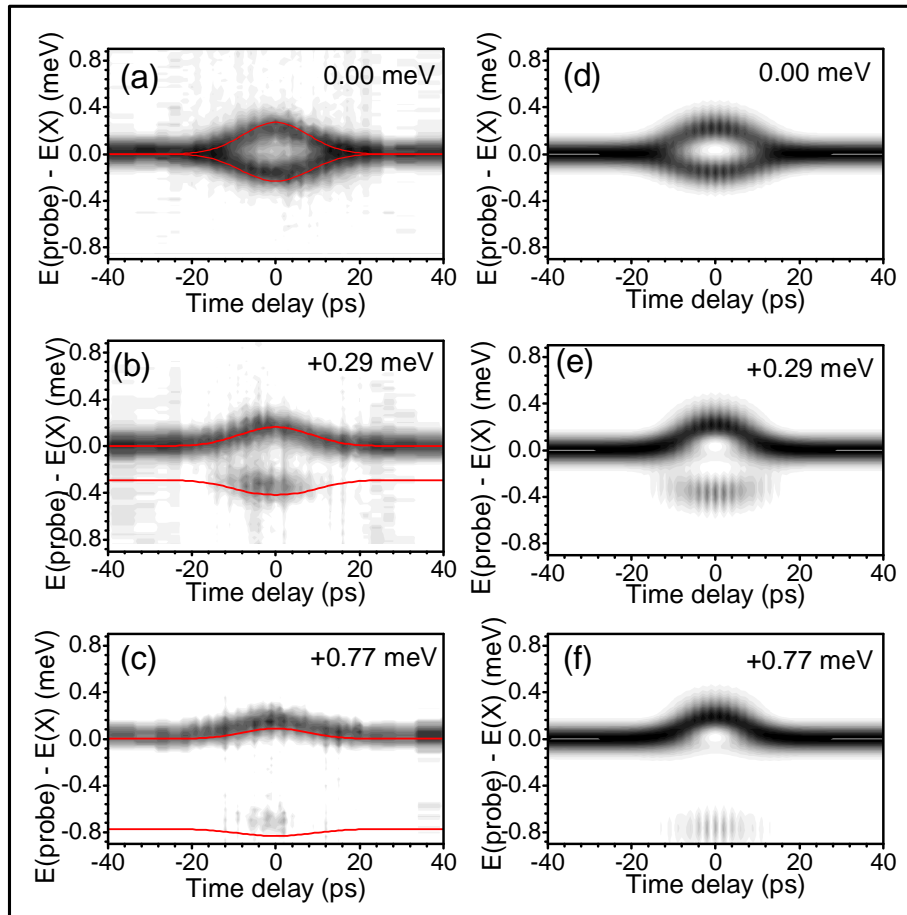 (a)
0.00 meV
E(probe) - E(X) (meV)
0.8
0.4
0.0
-0.4
-0.8
-40 -20 0 20 40
Time delay (ps)
(d)
0.00 meV
E(probe) - E(X) (meV)
0.8
0.4
0.0
-0.4
-0.8
-40 -20 0 20 40
Time delay (ps)
(b)
+0.29 meV
E(probe) - E(X) (meV)
0.8
0.4
0.0
-0.4
-0.8
-40 -20 0 20 40
Time delay (ps)
(e)
+0.29 meV
E(probe) - E(X) (meV)
0.8
0.4
0.0
-0.4
-0.8
-40 -20 0 20 40
Time delay (ps)
(c)
+0.77 meV
E(probe) - E(X) (meV)
0.8
0.4
0.0
-0.4
-0.8
-40 -20 0 20 40
Time delay (ps)
(f)
+0.77 meV
E(probe) - E(X) (meV)
0.8
0.4
0.0
-0.4
-0.8
-40 -20 0 20 40
Time delay (ps)